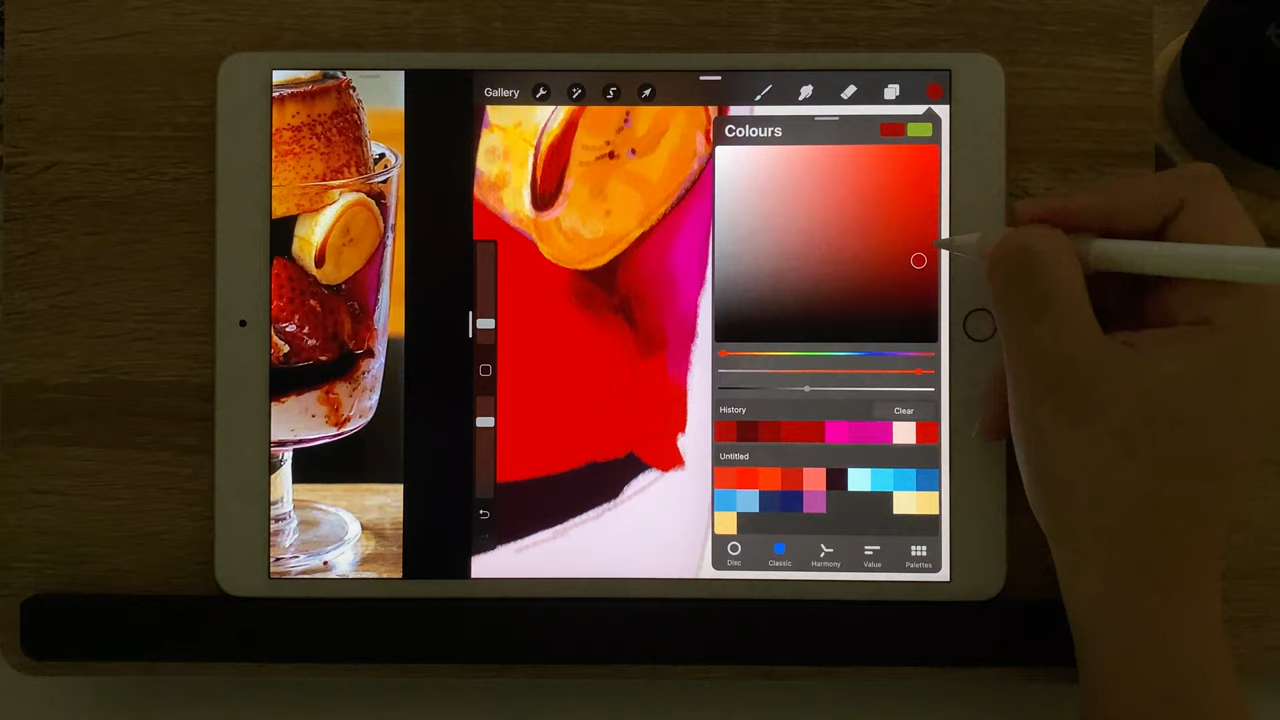 Gallery
Colours
History
Clear
Untitled
Disc
Classic
Harmony
Value
Palettes